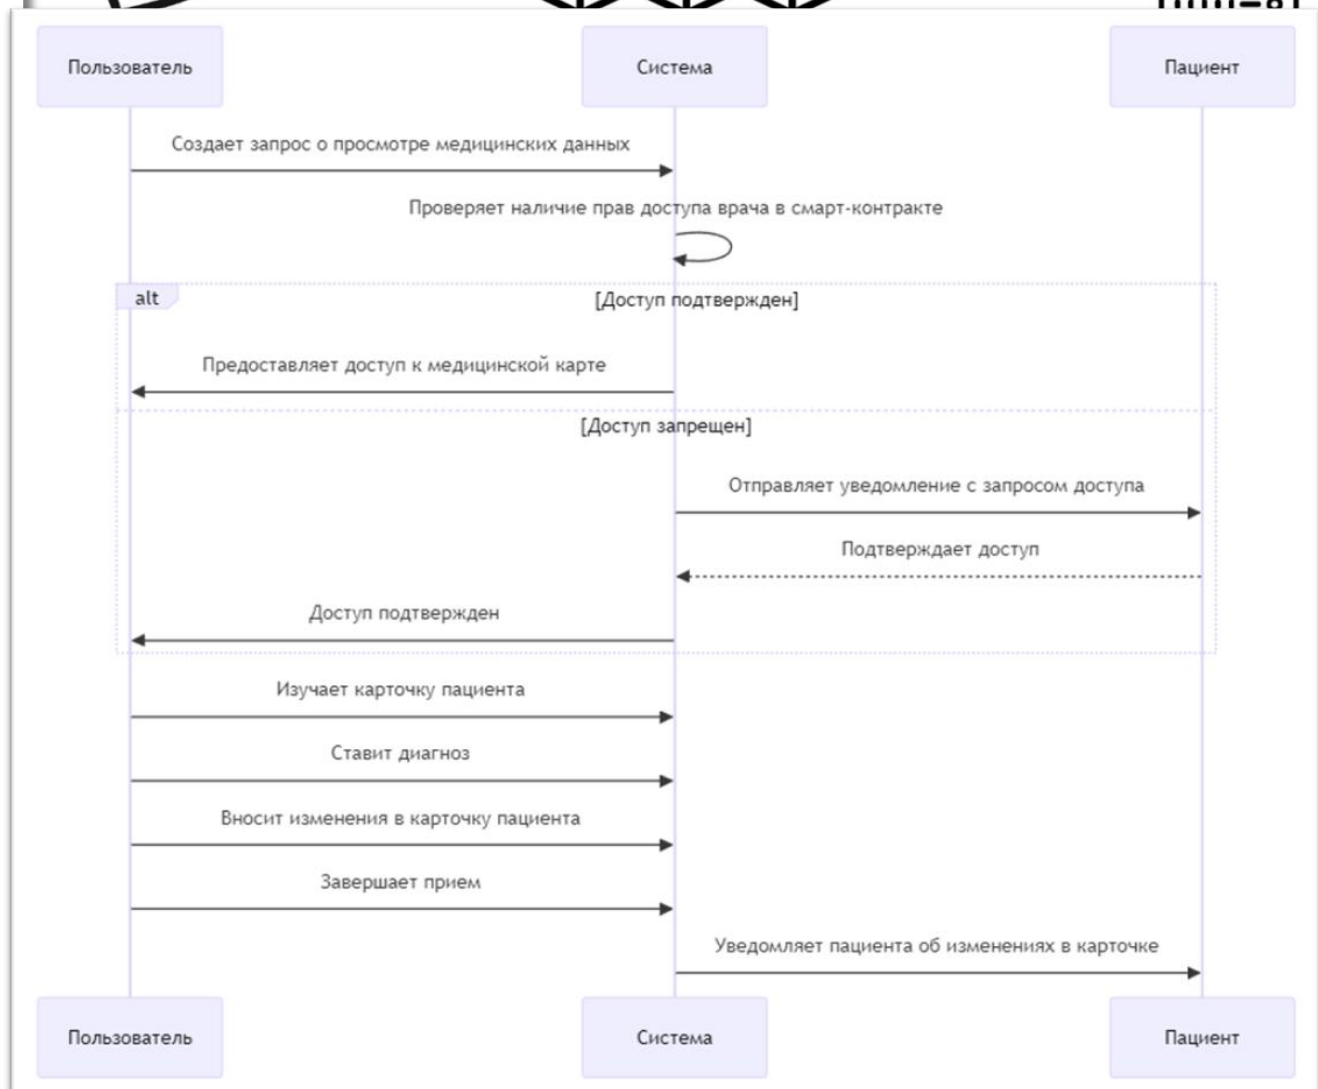 Пользователь Система Пациент
Создает запрос о просмотре медицинских данных
Проверяет наличие прав доступа врача в смарт-контракте
alt [Доступ подтвержден]
Предоставляет доступ к медицинской карте
[Доступ запрещен]
Отправляет уведомление с запросом доступа
Подтверждает доступ
Доступ подтвержден
Изучает карточку пациента
Ставит диагноз
Вносит изменения в карточку пациента
Завершает прием
Уведомляет пациента об изменениях в карточке
Пользователь Система Пациент